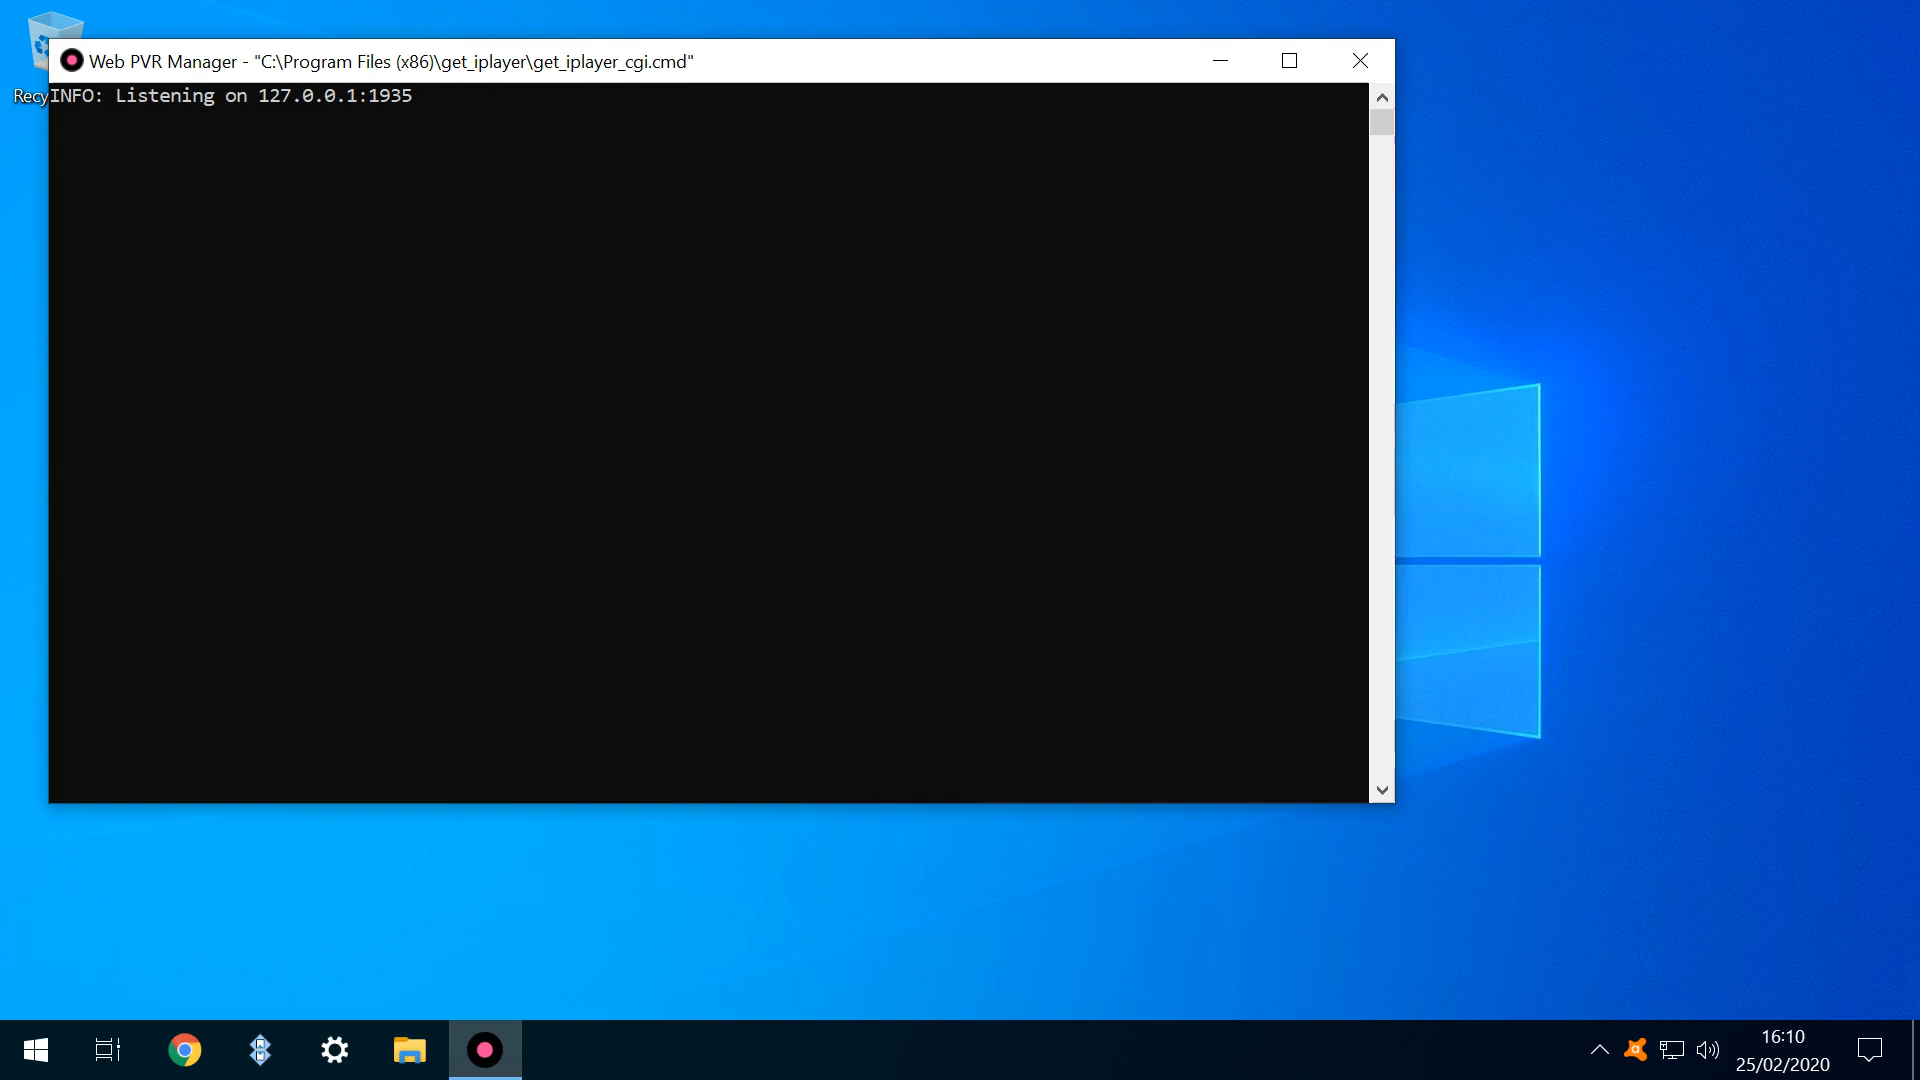 Web PVR Manager - "C:\Program Files (x86)\get_iplayer\get_iplayer_cgi.cmd"
Recy
INFO: Listening on 127.0.0.1:1935
16:10
25/02/2020